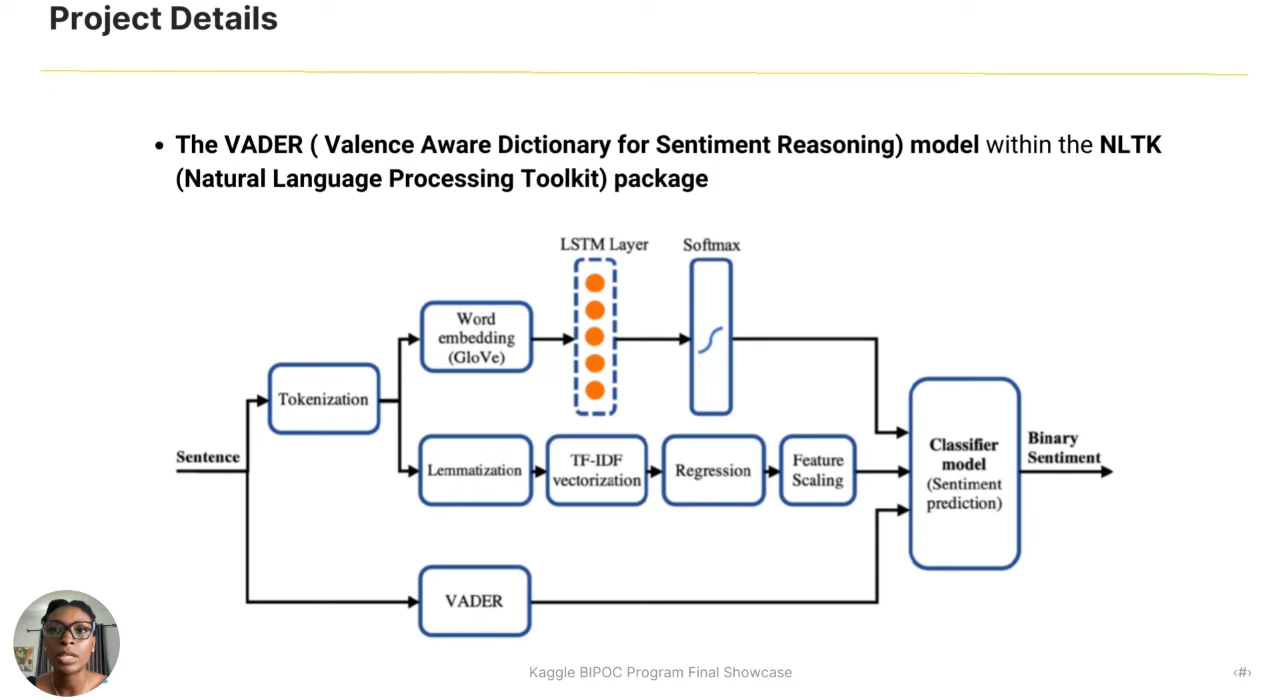 Project Details
• The VADER ( Valence Aware Dictionary for Sentiment Reasoning) model within the NLTK
(Natural Language Processing Toolkit) package
LSTM Layer
Softmax
Word
embedding
(GloVe)
Tokenization
Sentence
Lemmatization
TF-IDF
vectorization
Regression
Feature
Scaling
Classifier
model
(Sentiment
prediction)
Binary
Sentiment
VADER
Kaggle BIPOC Program Final Showcase
‹#›